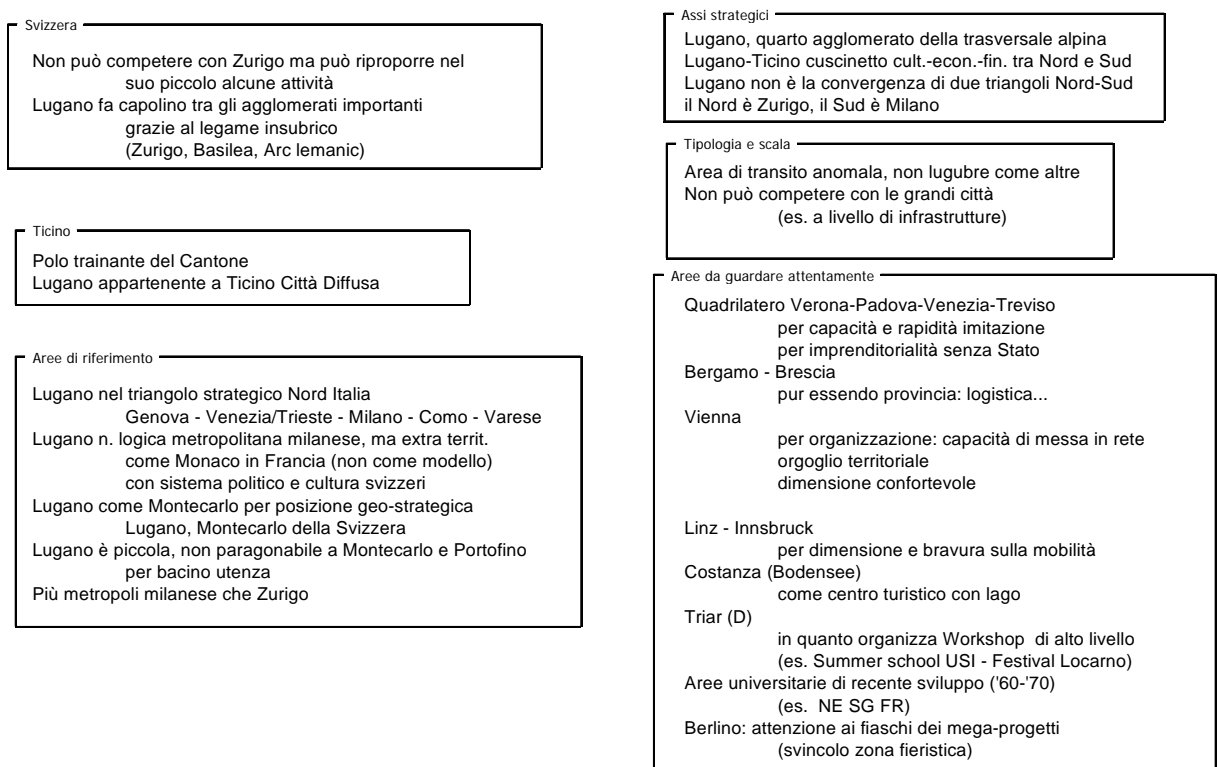 Svizzera
Non può competere con Zurigo ma può riproporre nel
suo piccolo alcune attività
Lugano fa capolino tra gli agglomerati importanti
grazie al legame insubrico
(Zurigo, Basilea, Arc lemanic)
Ticino
Polo trainante del Cantone
Lugano appartenente a Ticino Città Diffusa
Aree di riferimento
Lugano nel triangolo strategico Nord Italia
Genova - Venezia/Trieste - Milano - Como - Varese
Lugano n. logica metropolitana milanese, ma extra territ.
come Monaco in Francia (non come modello)
con sistema politico e cultura svizzeri
Lugano come Montecarlo per posizione geo-strategica
Lugano, Montecarlo della Svizzera
Lugano è piccola, non paragonabile a Montecarlo e Portofino
per bacino utenza
Più metropoli milanese che Zurigo
Assi strategici
Lugano, quarto agglomerato della trasversale alpina
Lugano-Ticino cuscinetto cult.-econ.-fin. tra Nord e Sud
Lugano non è la convergenza di due triangoli Nord-Sud
il Nord è Zurigo, il Sud è Milano
Tipologia e scala
Area di transito anomala, non lugubre come altre
Non può competere con le grandi città
(es. a livello di infrastrutture)
Aree da guardare attentamente
Quadrilatero Verona-Padova-Venezia-Treviso
per capacità e rapidità imitazione
per imprenditorialità senza Stato
Bergamo - Brescia
pur essendo provincia: logistica...
Vienna
per organizzazione: capacità di messa in rete
orgoglio territoriale
dimensione confortevole
Linz - Innsbruck
per dimensione e bravura sulla mobilità
Costanza (Bodensee)
come centro turistico con lago
Triar (D)
in quanto organizza Workshop di alto livello
(es. Summer school USI - Festival Locarno)
Aree universitarie di recente sviluppo ('60-'70)
(es. NE SG FR)
Berlino: attenzione ai fiaschi dei mega-progetti
(svincolo zona fieristica)